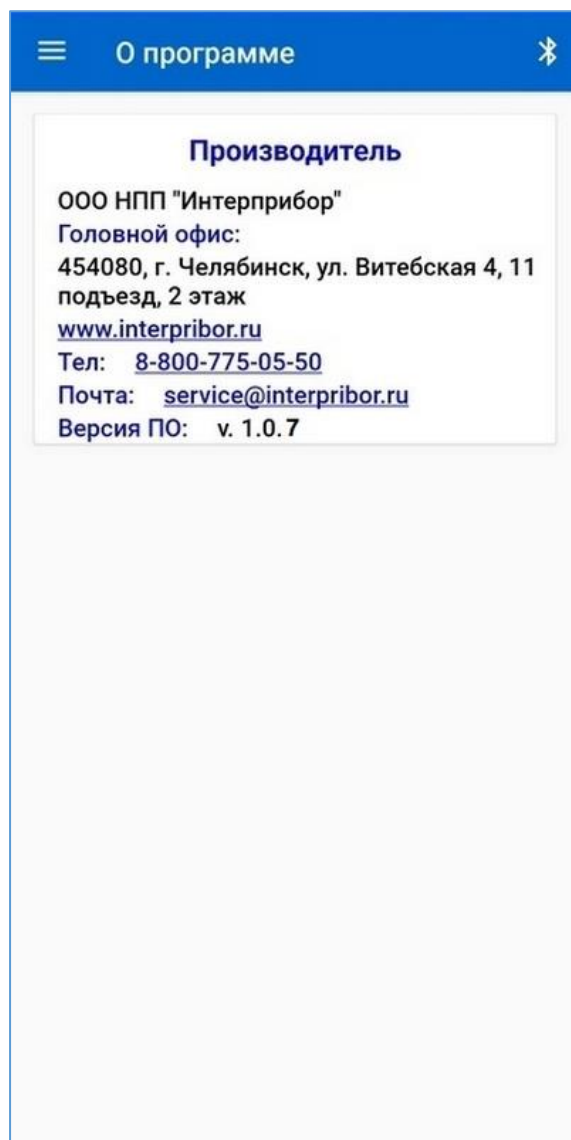 О программе
Производитель
ООО НПП "Интерприбор"
Головной офис:
454080, г. Челябинск, ул. Витебская 4, 11
подъезд, 2 этаж
www.interpribor.ru
Тел: 8-800-775-05-50
Почта: service@interpribor.ru
Версия ПО: v. 1.0.7